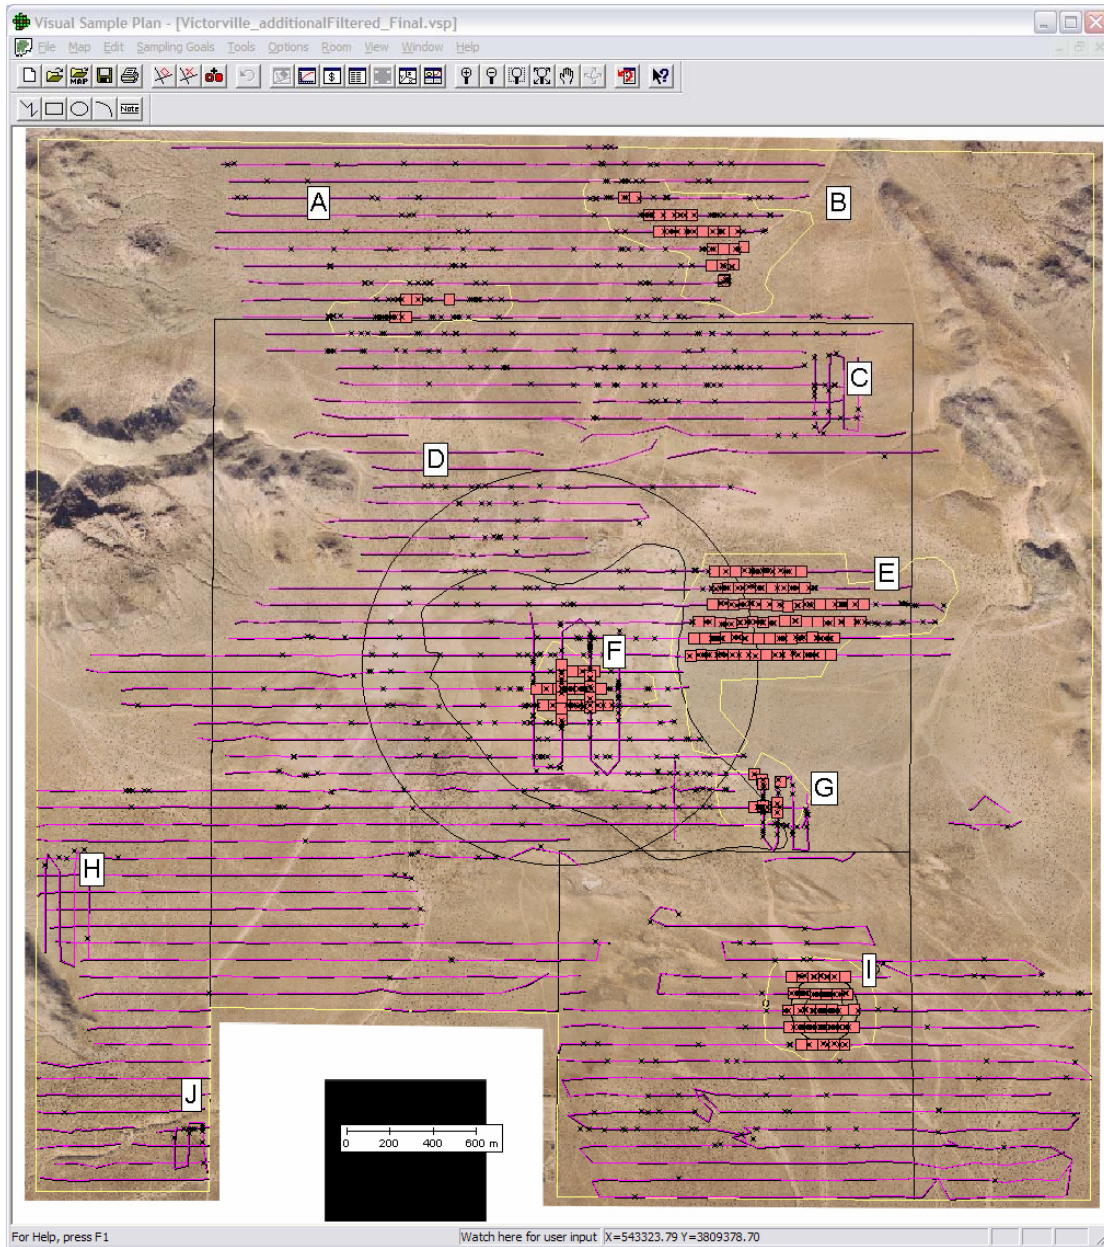 Visual Sample Plan - [Victorville_additionalFiltered_Final.vsp]
File Map Edit Sampling Goals Tools Options Room View Window Help
MAP
Note
A
B
C
D
E
F
G
H
I
J
0 200 400 600 m
For Help, press F1 Watch here for user input X=543323.79 Y=3809378.70